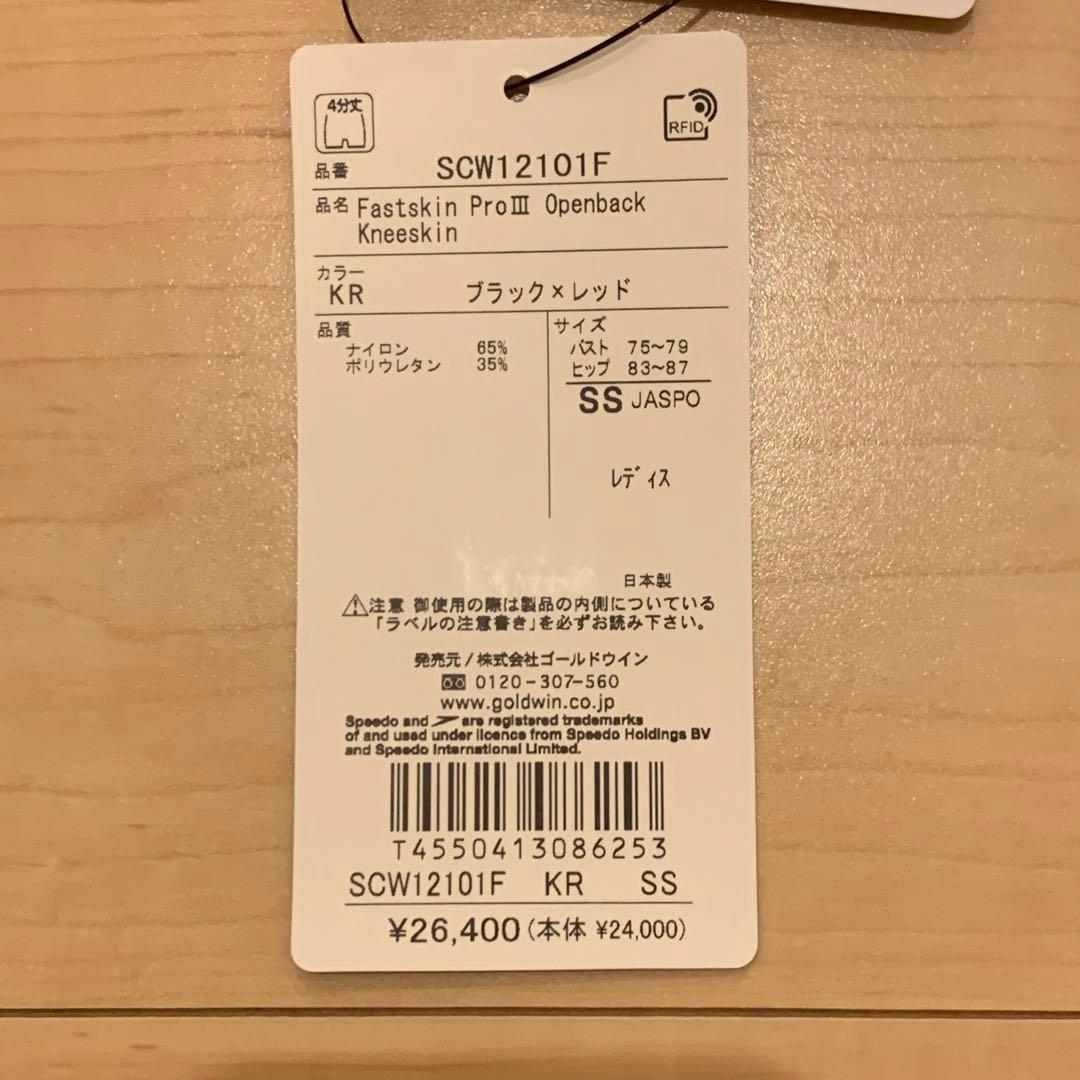 4分丈
RFID
品番 SCW12101F
品名 Fastskin ProⅢ Openback
Kneeskin
カラー
KR ブラック×レッド
品質
ナイロン 65%
ポリウレタン 35%
サイズ
バスト 75~79
ヒップ 83~87
SS JASPO
レディス
日本製
⚠注意 御使用の際は製品の内側についている
「ラベルの注意書き」を必ずお読み下さい。
発売元/株式会社ゴールドウイン
0120-307-560
www.goldwin.co.jp
Speedo and are registered trademarks
of and used under licence from Speedo Holdings BV
and Speedo International Limited.
T4550413086253
SCW12101F KR SS
¥26,400(本体 ¥24,000)